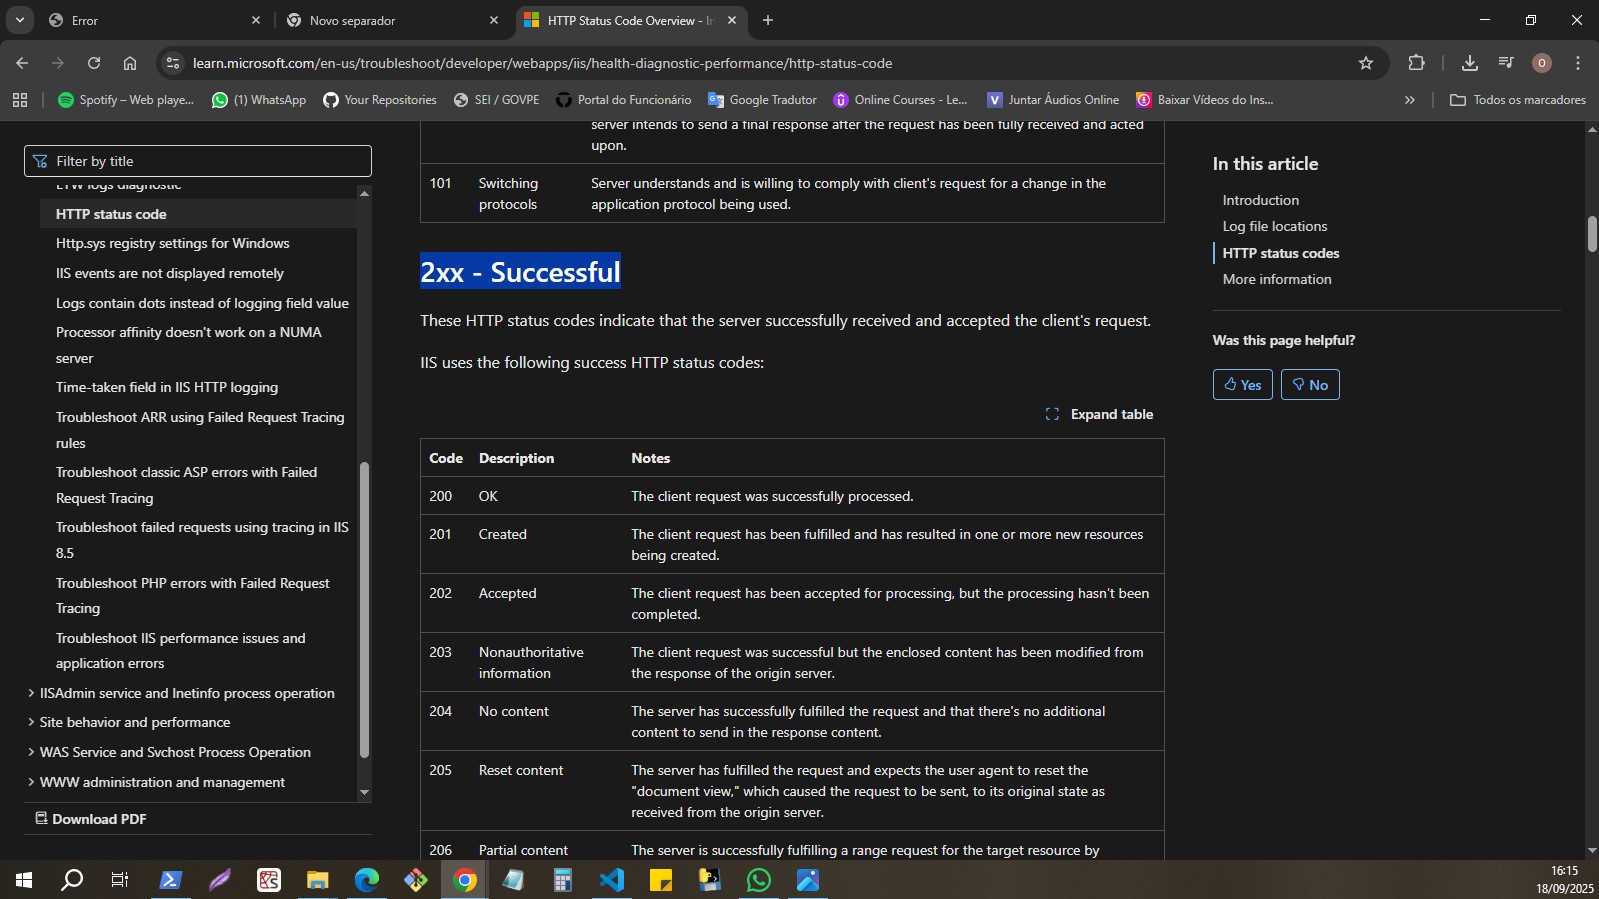 Error
Novo separador
HTTP Status Code Overview - In
learn.microsoft.com/en-us/troubleshoot/developer/webapps/iis/health-diagnostic-performance/http-status-code
O
Spotify – Web playe...
(1) WhatsApp
Your Repositories
SEI / GOVPE
Portal do Funcionário
Google Tradutor
Online Courses - Le...
Juntar Áudios Online
Baixar Vídeos do Ins...
»
Todos os marcadores
Filter by title
ETW logs diagnostic
HTTP status code
Http.sys registry settings for Windows
IIS events are not displayed remotely
Logs contain dots instead of logging field value
Processor affinity doesn't work on a NUMA
server
Time-taken field in IIS HTTP logging
Troubleshoot ARR using Failed Request Tracing
rules
Troubleshoot classic ASP errors with Failed
Request Tracing
Troubleshoot failed requests using tracing in IIS
8.5
Troubleshoot PHP errors with Failed Request
Tracing
Troubleshoot IIS performance issues and
application errors
IISAdmin service and Inetinfo process operation
Site behavior and performance
WAS Service and Svchost Process Operation
WWW administration and management
Download PDF
server intends to send a final response after the request has been fully received and acted
upon.
101 Switching protocols Server understands and is willing to comply with client's request for a change in the
application protocol being used.
2xx - Successful
These HTTP status codes indicate that the server successfully received and accepted the client's request.
IIS uses the following success HTTP status codes:
Expand table
Code Description Notes
200 OK The client request was successfully processed.
201 Created The client request has been fulfilled and has resulted in one or more new resources
being created.
202 Accepted The client request has been accepted for processing, but the processing hasn't been
completed.
203 Nonauthoritative information The client request was successful but the enclosed content has been modified from
the response of the origin server.
204 No content The server has successfully fulfilled the request and that there's no additional
content to send in the response content.
205 Reset content The server has fulfilled the request and expects the user agent to reset the
"document view," which caused the request to be sent, to its original state as
received from the origin server.
206 Partial content The server is successfully fulfilling a range request for the target resource by
In this article
Introduction
Log file locations
HTTP status codes
More information
Was this page helpful?
Yes
No
16:15
18/09/2025